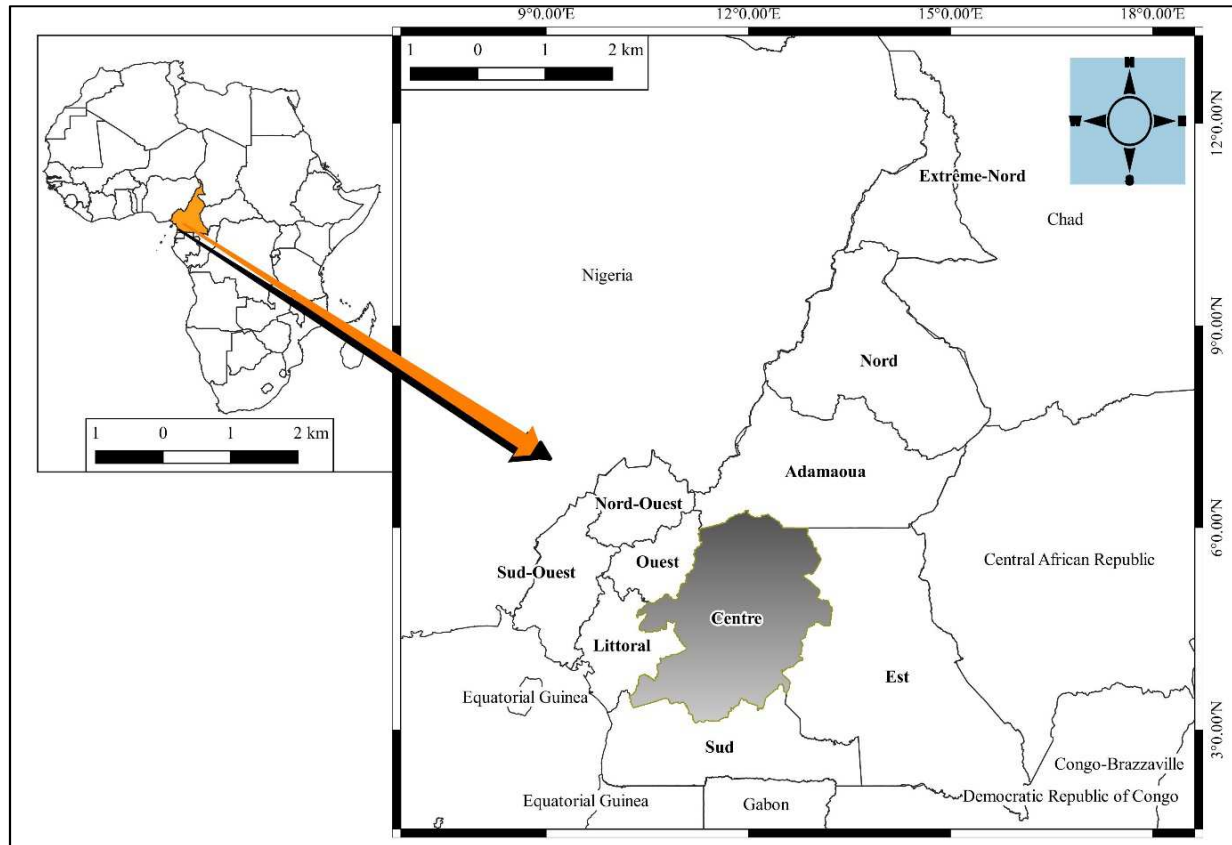 9°0.00'E 12°0.00'E 15°0.00'E 18°0.00'E
1 0 1 2 km
N
W E
S
12°0.00'N
Extrême-Nord
Chad
Nigeria
9°0.00'N
Nord
1 0 1 2 km
Adamaoua
Nord-Ouest
6°0.00'N
Ouest
Central African Republic
Sud-Ouest
Centre
Littoral
Est
Equatorial Guinea
3°0.00'N
Sud
Congo-Brazzaville
Equatorial Guinea
Gabon
Democratic Republic of Congo